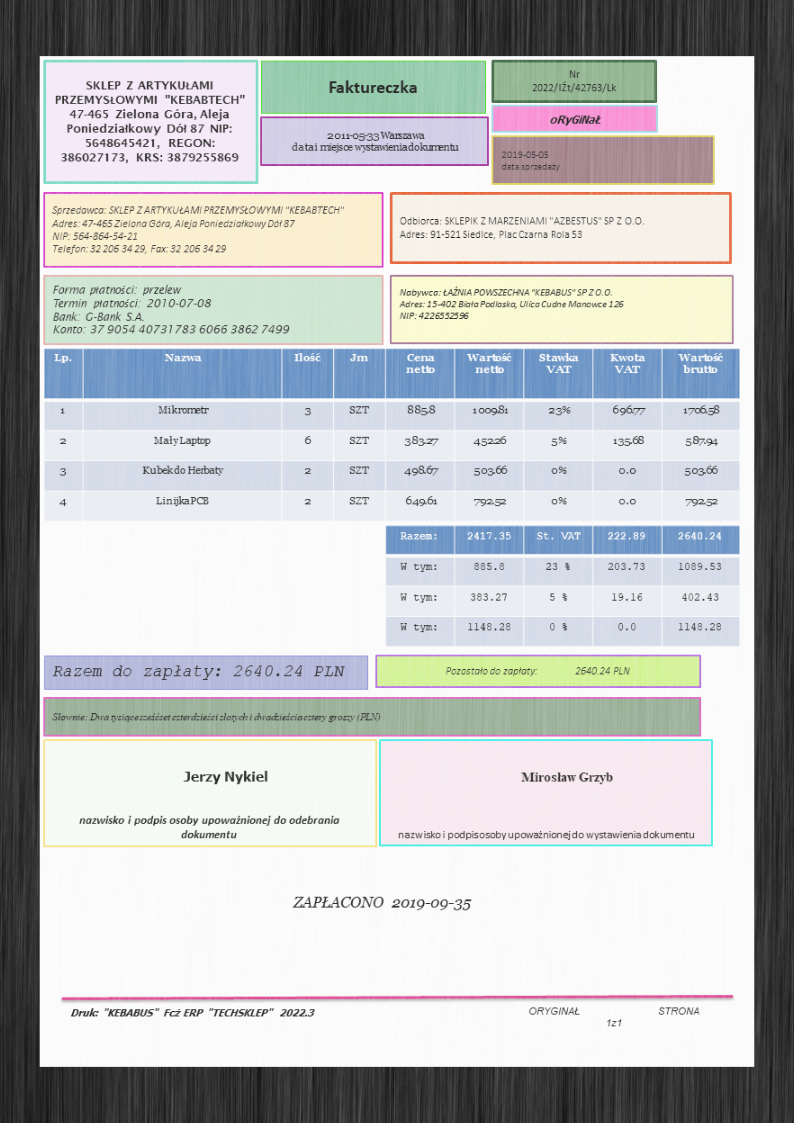 SKLEP Z ARTYKUŁAMI
PRZEMYSŁOWYMI "KEBABTECH"
47-465 Zielona Góra, Aleja
Poniedziałkowy Dół 87 NIP:
5648645421, REGON:
386027173, KRS: 3879255869
Faktureczka
2011-05-33 Warszawa
data i miejsce wystawienia dokumentu
Nr
2022/IŹt/42763/Lk
oRyGiNaŁ
2019-05-05
data sprzedaży
Sprzedawca: SKLEP Z ARTYKUŁAMI PRZEMYSŁOWYMI "KEBABTECH"
Adres: 47-465 Zielona Góra, Aleja Poniedziałkowy Dół 87
NIP: 564-864-54-21
Telefon: 32 206 34 29, Fax: 32 206 34 29
Odbiorca: SKLEPIK Z MARZENIAMI "AZBESTUS" SP Z O.O.
Adres: 91-521 Siedlce, Plac Czarna Rola 53
Forma płatności: przelew
Termin płatności: 2010-07-08
Bank: G-Bank S.A.
Konto: 37 9054 40731783 6066 3862 7499
Nabywca: ŁAŹNIA POWSZECHNA "KEBABUS" SP Z O.O.
Adres: 15-402 Biała Podlaska, Ulica Cudne Manowce 126
NIP: 4226552596
Lp. Nazwa Ilość Jm Cena netto Wartość netto Stawka VAT Kwota VAT Wartość brutto
1 Mikrometr 3 SZT 885.8 1009.81 23% 696.77 1706.58
2 Mały Laptop 6 SZT 383.27 452.26 5% 135.68 587.94
3 Kubek do Herbaty 2 SZT 498.67 503.66 0% 0.0 503.66
4 Linijka PCB 2 SZT 649.61 792.52 0% 0.0 792.52
Razem: 2417.35 St. VAT 222.89 2640.24
W tym: 885.8 23 % 203.73 1089.53
W tym: 383.27 5 % 19.16 402.43
W tym: 1148.28 0 % 0.0 1148.28
Razem do zapłaty: 2640.24 PLN
Pozostało do zapłaty: 2640.24 PLN
Słownie: Dwa tysiące sześćset czterdzieści złotych i dwadzieścia cztery groszy (PLN)
Jerzy Nykiel
nazwisko i podpis osoby upoważnionej do odebrania
dokumentu
Mirosław Grzyb
nazwisko i podpis osoby upoważnionej do wystawienia dokumentu
ZAPŁACONO 2019-09-35
Druk: "KEBABUS" Fcż ERP "TECHSKLEP" 2022.3
ORYGINAŁ STRONA
1 z 1